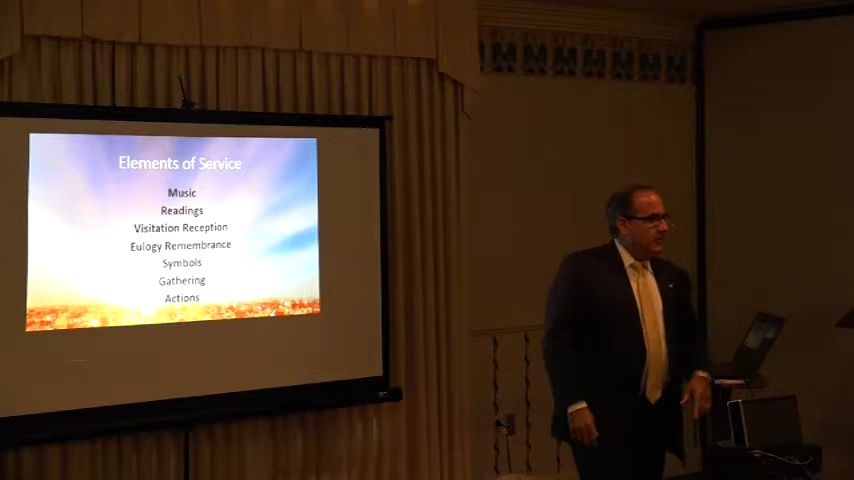 Elements of Service
Music
Readings
Visitation Reception
Eulogy Remembrance
Symbols
Gathering
Actions